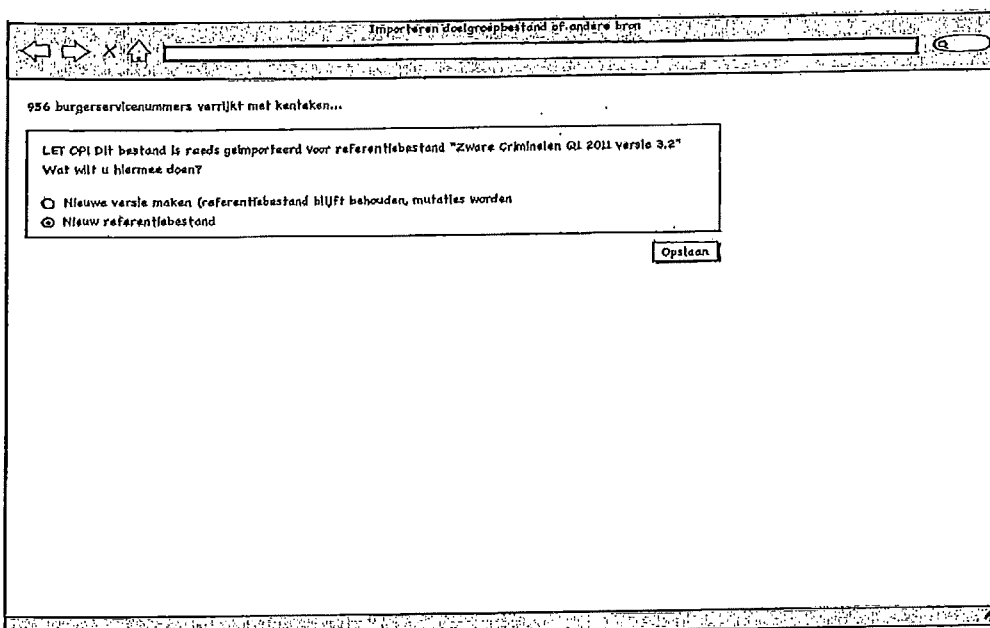 Importeren doelgroepbestand of andere bron
956 burgerservicenummers verrijkt met kenteken...
LET OP! Dit bestand is reeds geïmporteerd voor referentiebestand "Zware Criminelen Q1 2011 versie 3.2"
Wat wilt u hiermee doen?
Nieuwe versie maken (referentiebestand blijft behouden, mutaties worden
Nieuw referentiebestand
Opslaan